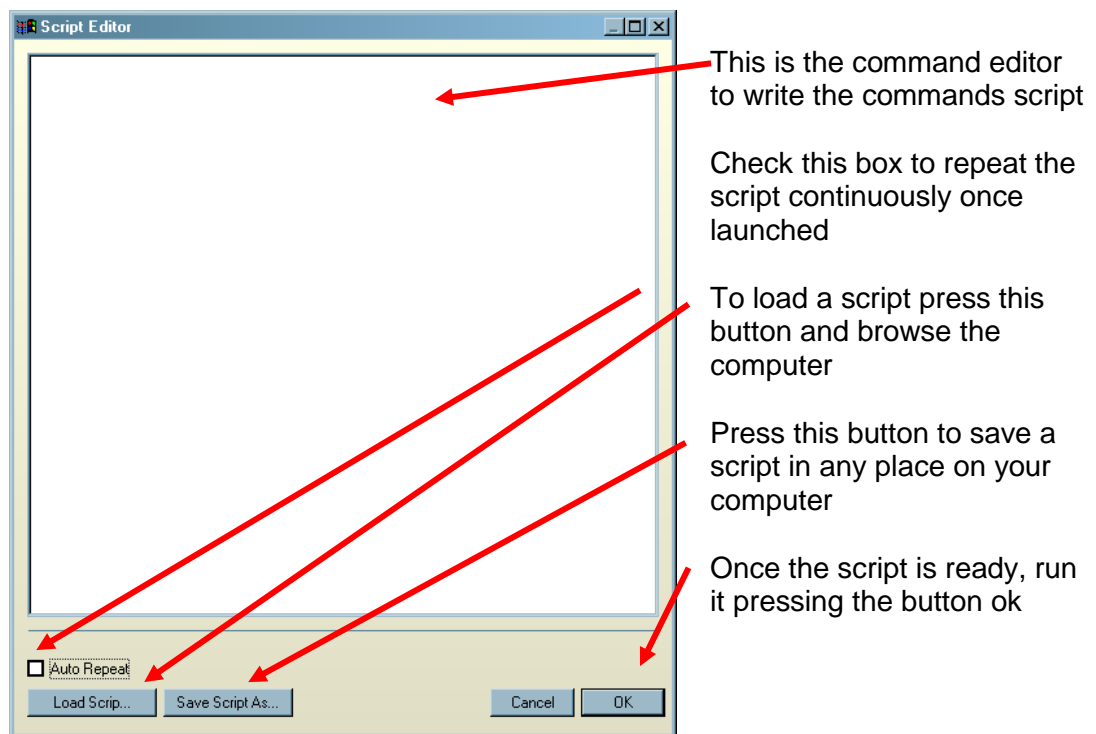 Script Editor
This is the command editor
to write the commands script
Check this box to repeat the
script continuously once
launched
To load a script press this
button and browse the
computer
Press this button to save a
script in any place on your
computer
Once the script is ready, run
it pressing the button ok
Auto Repeat
Load Scrip...
Save Script As...
Cancel
OK